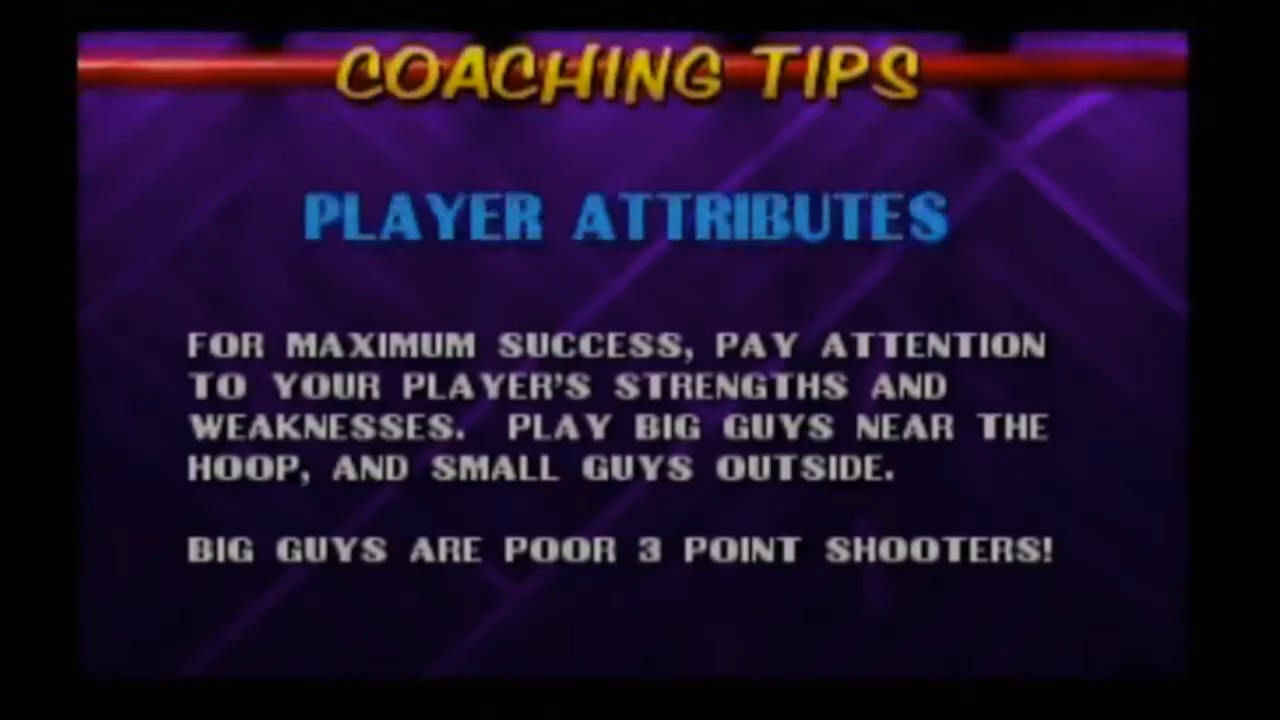 COACHING TIPS
PLAYER ATTRIBUTES
FOR MAXIMUM SUCCESS, PAY ATTENTION
TO YOUR PLAYER'S STRENGTHS AND
WEAKNESSES. PLAY BIG GUYS NEAR THE
HOOP, AND SMALL GUYS OUTSIDE.
BIG GUYS ARE POOR 3 POINT SHOOTERS!